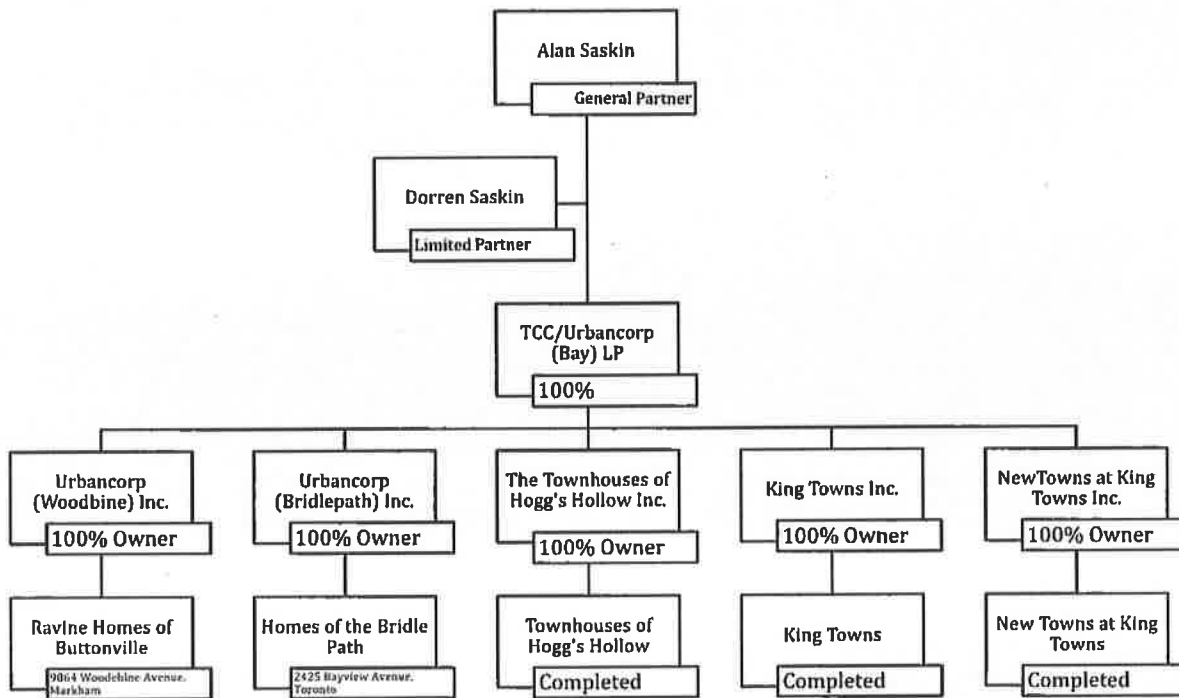 Alan Saskin
General Partner
Dorren Saskin
Limited Partner
TCC/Urbancorp
(Bay) LP
100%
Urbancorp
(Woodbine) Inc.
100% Owner
Urbancorp
(Bridlepath) Inc.
100% Owner
The Townhouses of
Hogg's Hollow Inc.
100% Owner
King Towns Inc.
100% Owner
NewTowns at King
Towns Inc.
100% Owner
Ravine Homes of
Buttonville
9064 Woodbine Avenue,
Markham
Homes of the Bridle
Path
2425 Bayview Avenue,
Toronto
Townhouses of
Hogg's Hollow
Completed
King Towns
Completed
New Towns at King
Towns
Completed